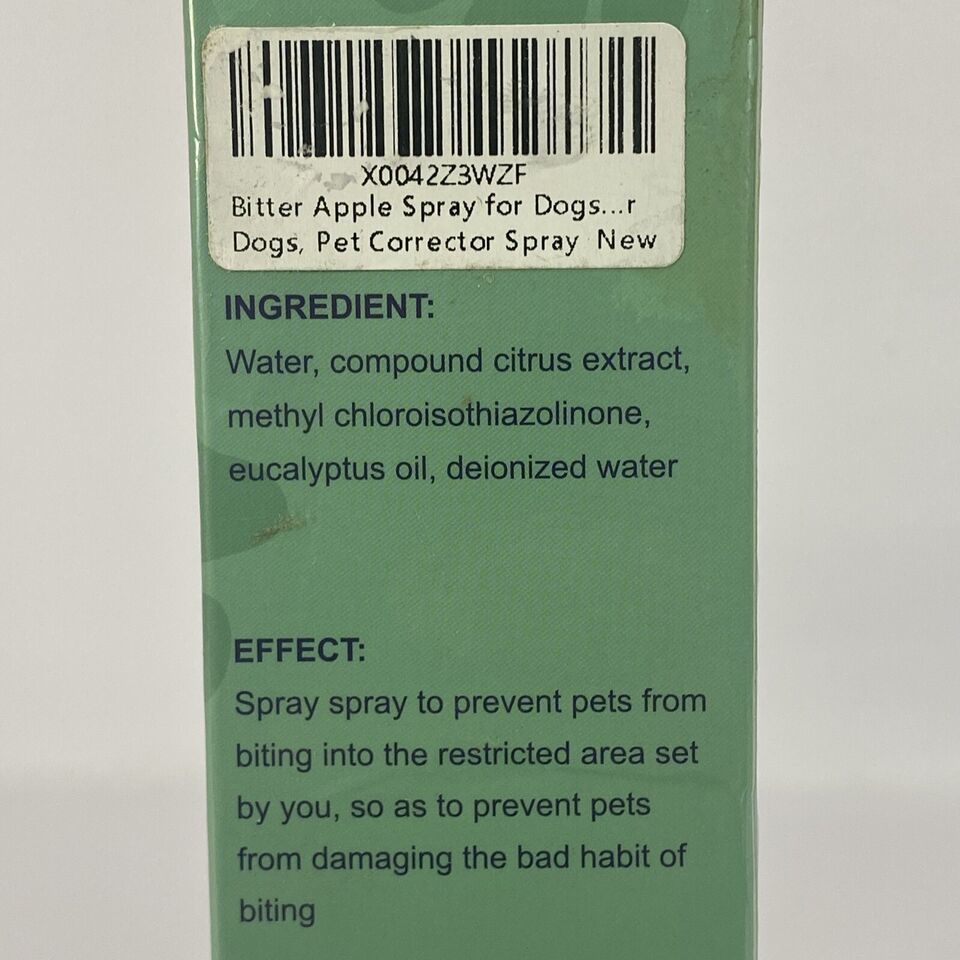 X0042Z3WZF
Bitter Apple Spray for Dogs...r
Dogs, Pet Corrector Spray New
INGREDIENT:
Water, compound citrus extract,
methyl chloroisothiazolinone,
eucalyptus oil, deionized water
EFFECT:
Spray spray to prevent pets from
biting into the restricted area set
by you, so as to prevent pets
from damaging the bad habit of
biting